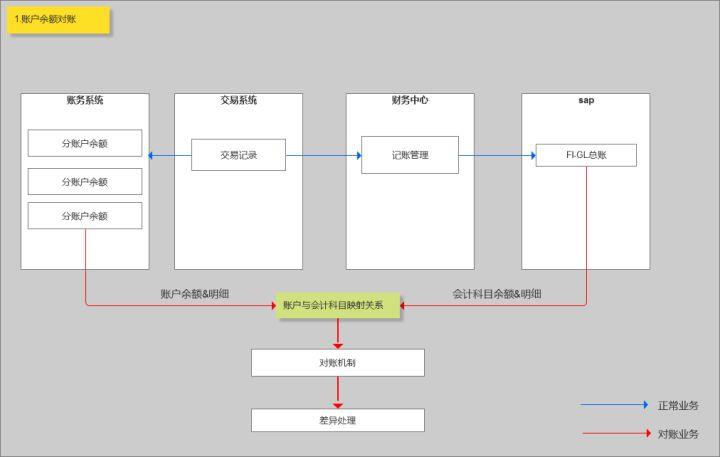 1.账户余额对账
账务系统
交易系统
财务中心
sap
分账户余额
分账户余额
分账户余额
交易记录
记账管理
FI-GL总账
账户余额&明细
账户与会计科目映射关系
会计科目余额&明细
对账机制
差异处理
正常业务
对账业务